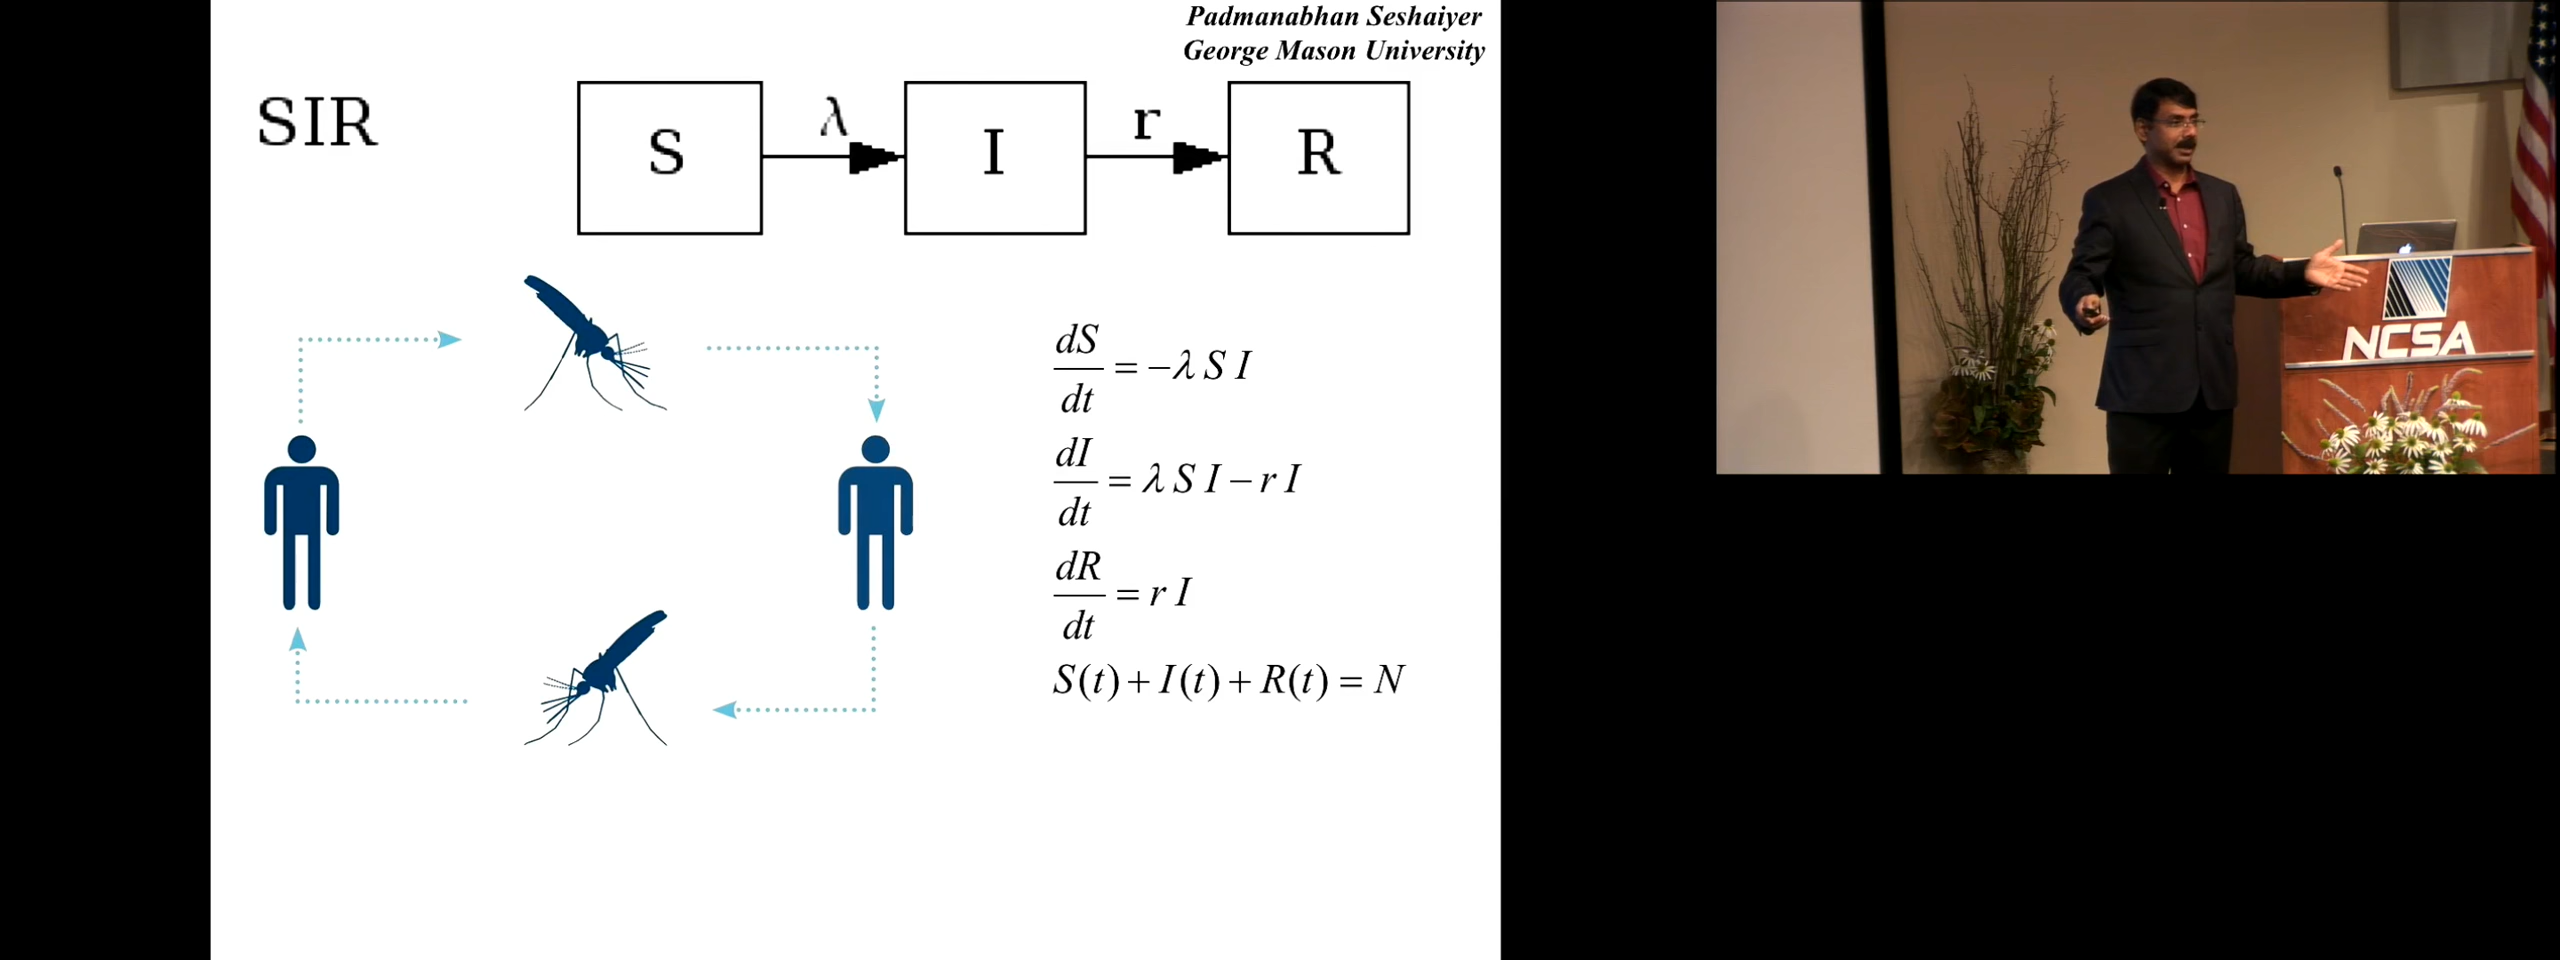 Padmanabhan Seshaiyer
George Mason University
SIR
S λ I r R
dS/dt = −λ S I
dI/dt = λ S I − r I
dR/dt = r I
S(t) + I(t) + R(t) = N
NCSA